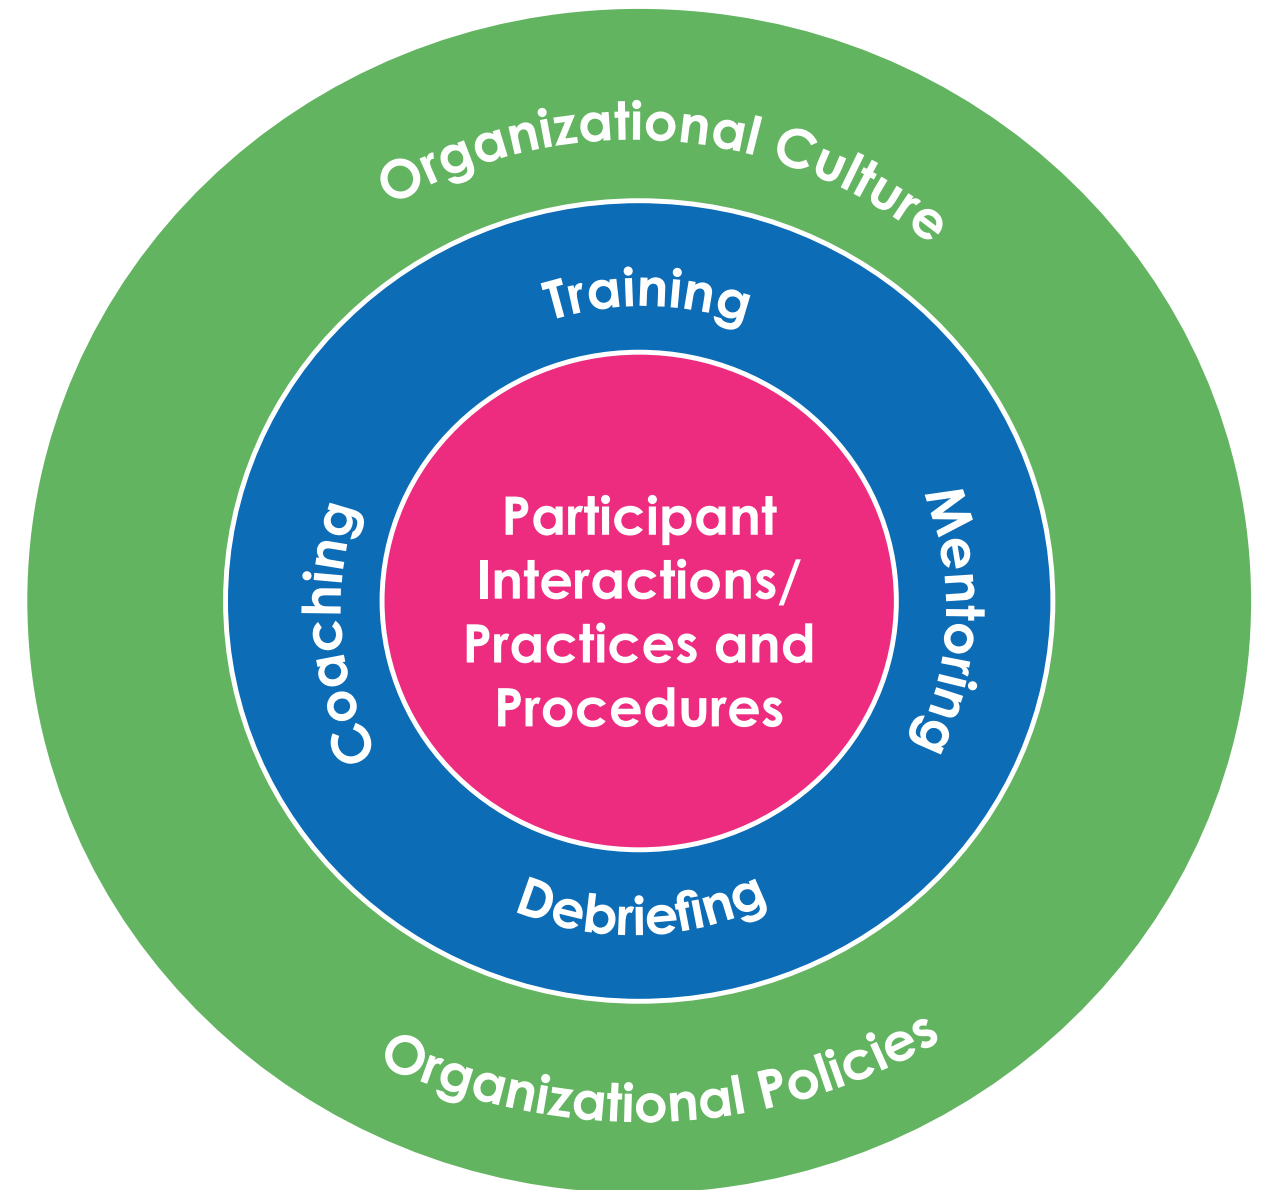 Organizational Culture
Training
Coaching
Participant
Interactions/
Practices and
Procedures
Mentoring
Debriefing
Organizational Policies